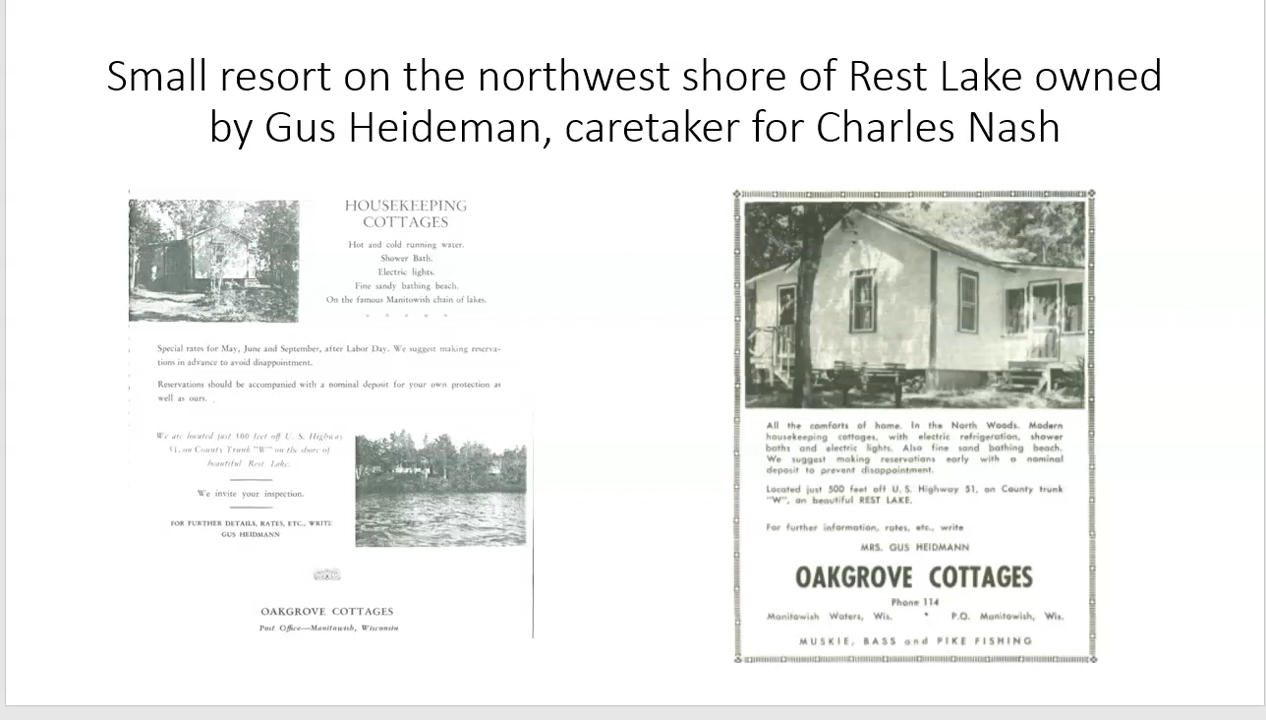 Small resort on the northwest shore of Rest Lake owned
by Gus Heideman, caretaker for Charles Nash
HOUSEKEEPING
COTTAGES
Hot and cold running water.
Shower Bath.
Electric lights.
Fine sandy bathing beach.
On the famous Manitowish chain of lakes.
Special rates for May, June and September, after Labor Day. We suggest making reserva-
tions in advance to avoid disappointment.
Reservations should be accompanied with a nominal deposit for your own protection as
well as ours.
We are located just 500 feet off U. S. Highway
51, on County Trunk "W" on the shore of
beautiful Rest Lake.
We invite your inspection.
FOR FURTHER DETAILS, RATES, ETC., WRITE
GUS HEIDMANN
OAKGROVE COTTAGES
Post Office—Manitowish, Wisconsin
All the comforts of home. In the North Woods. Modern
housekeeping cottages, with electric refrigeration, shower
baths and electric lights. Also fine sand bathing beach.
We suggest making reservations early with a nominal
deposit to prevent disappointment.
Located just 500 feet off U. S. Highway 51, on County trunk
"W", on beautiful REST LAKE.
For further information, rates, etc., write
MRS. GUS HEIDMANN
OAKGROVE COTTAGES
Phone 114
Manitowish Waters, Wis. * P.O. Manitowish, Wis.
MUSKIE, BASS and PIKE FISHING